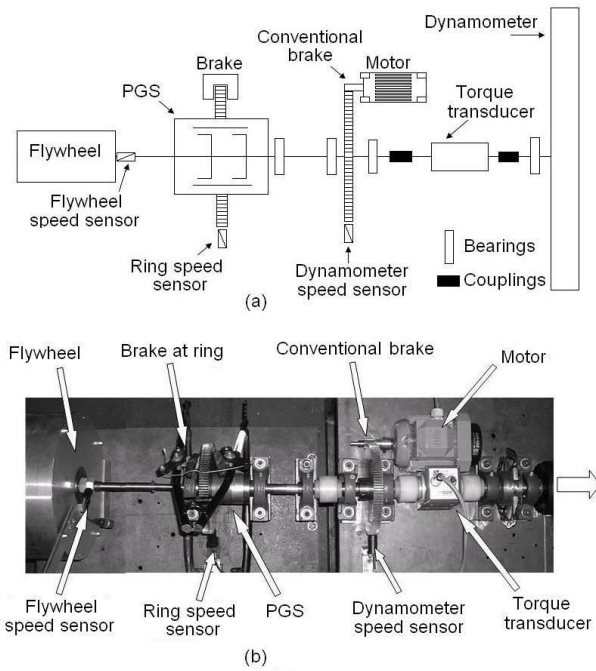 Dynamometer
Conventional
brake
Motor
Brake
PGS
Torque
transducer
Flywheel
Flywheel
speed sensor
Ring speed
sensor
Dynamometer
speed sensor
Bearings
Couplings
(a)
Flywheel
Brake at ring
Conventional brake
Motor
Flywheel
speed sensor
Ring speed
sensor
PGS
Dynamometer
speed sensor
Torque
transducer
(b)